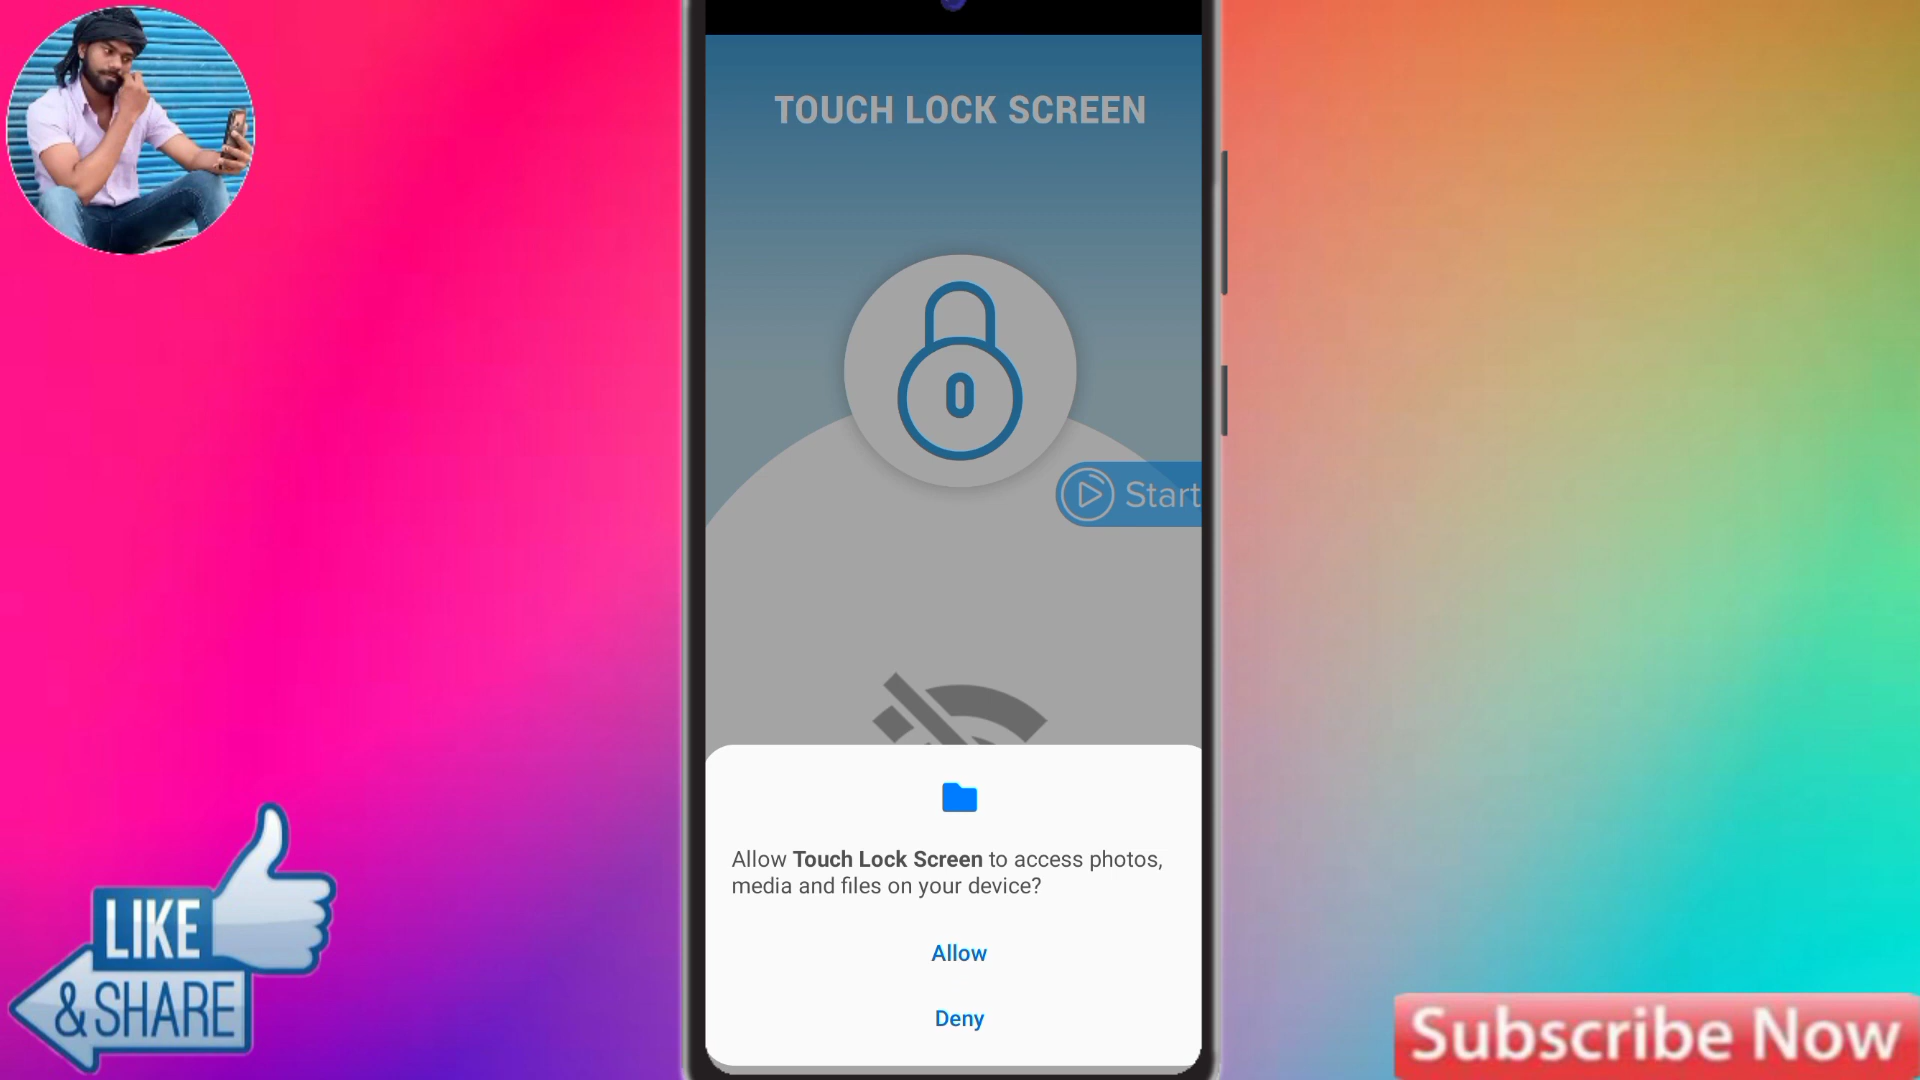 TOUCH LOCK SCREEN
Start
Allow Touch Lock Screen to access photos,
media and files on your device?
Allow
Deny
LIKE
& SHARE
Subscribe Now